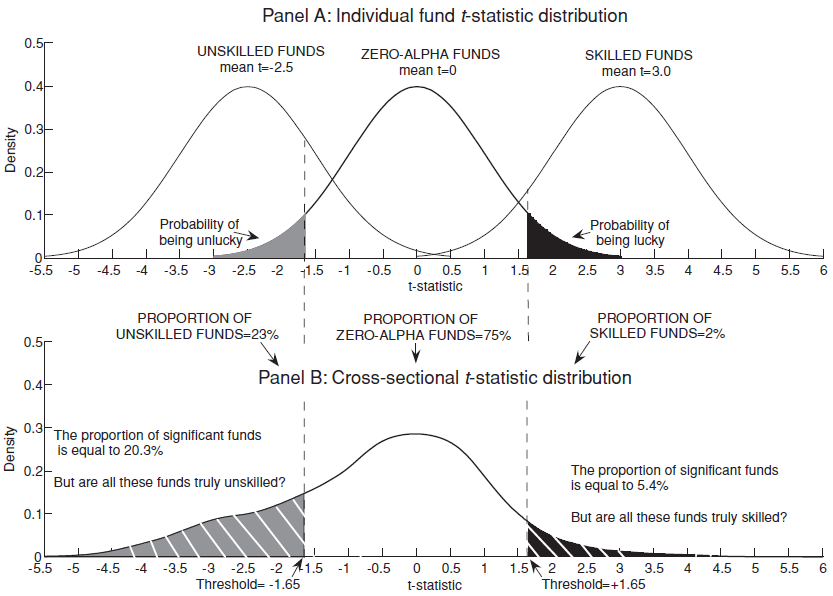 Panel A: Individual fund t-statistic distribution
UNSKILLED FUNDS
mean t=-2.5
ZERO-ALPHA FUNDS
mean t=0
SKILLED FUNDS
mean t=3.0
Density
0.5
0.4
0.3
0.2
0.1
0
Probability of
being unlucky
Probability of
being lucky
-5.5 -5 -4.5 -4 -3.5 -3 -2.5 -2 -1.5 -1 -0.5 0 0.5 1 1.5 2 2.5 3 3.5 4 4.5 5 5.5 6
t-statistic
PROPORTION OF
UNSKILLED FUNDS=23%
PROPORTION OF
ZERO-ALPHA FUNDS=75%
PROPORTION OF
SKILLED FUNDS=2%
Panel B: Cross-sectional t-statistic distribution
Density
0.5
0.4
0.3
0.2
0.1
0
The proportion of significant funds
is equal to 20.3%
But are all these funds truly unskilled?
The proportion of significant funds
is equal to 5.4%
But are all these funds truly skilled?
-5.5 -5 -4.5 -4 -3.5 -3 -2.5 -2 -1.5 -1 -0.5 0 0.5 1 1.5 2 2.5 3 3.5 4 4.5 5 5.5 6
Threshold= -1.65
t-statistic
Threshold=+1.65